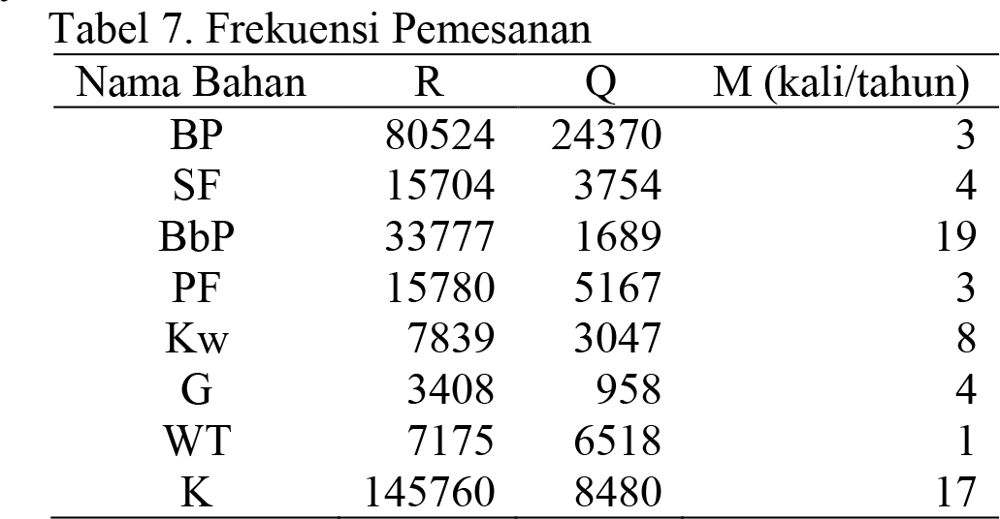 Tabel 7. Frekuensi Pemesanan
Nama Bahan R Q M (kali/tahun)
BP 80524 24370 3
SF 15704 3754 4
BbP 33777 1689 19
PF 15780 5167 3
Kw 7839 3047 8
G 3408 958 4
WT 7175 6518 1
K 145760 8480 17